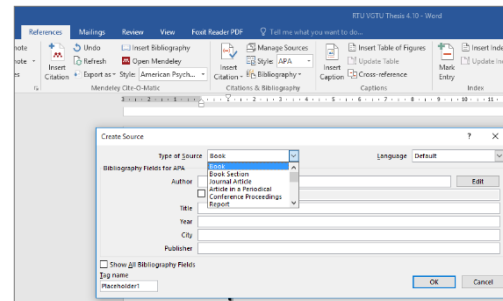 RTU VGTU Thesis 4.10 - Word
References Mailings Review View Foxit Reader PDF Tell me what you want to do...
note Insert Citation Undo Insert Bibliography Insert Citation Manage Sources Insert Caption Insert Table of Figures Mark Entry Insert Index
note Refresh Open Mendeley Style: APA Update Table Update Index
es Export as Style: American Psych... Bibliography Cross-reference
Mendeley Cite-O-Matic Citations & Bibliography Captions Index
Create Source ? X
Type of Source Book Language Default
Bibliography Fields for APA
Book
Book Section
Journal Article
Article in a Periodical
Conference Proceedings
Report
Author Edit
Title
Year
City
Publisher
Show All Bibliography Fields
Tag name
Placeholder1 OK Cancel